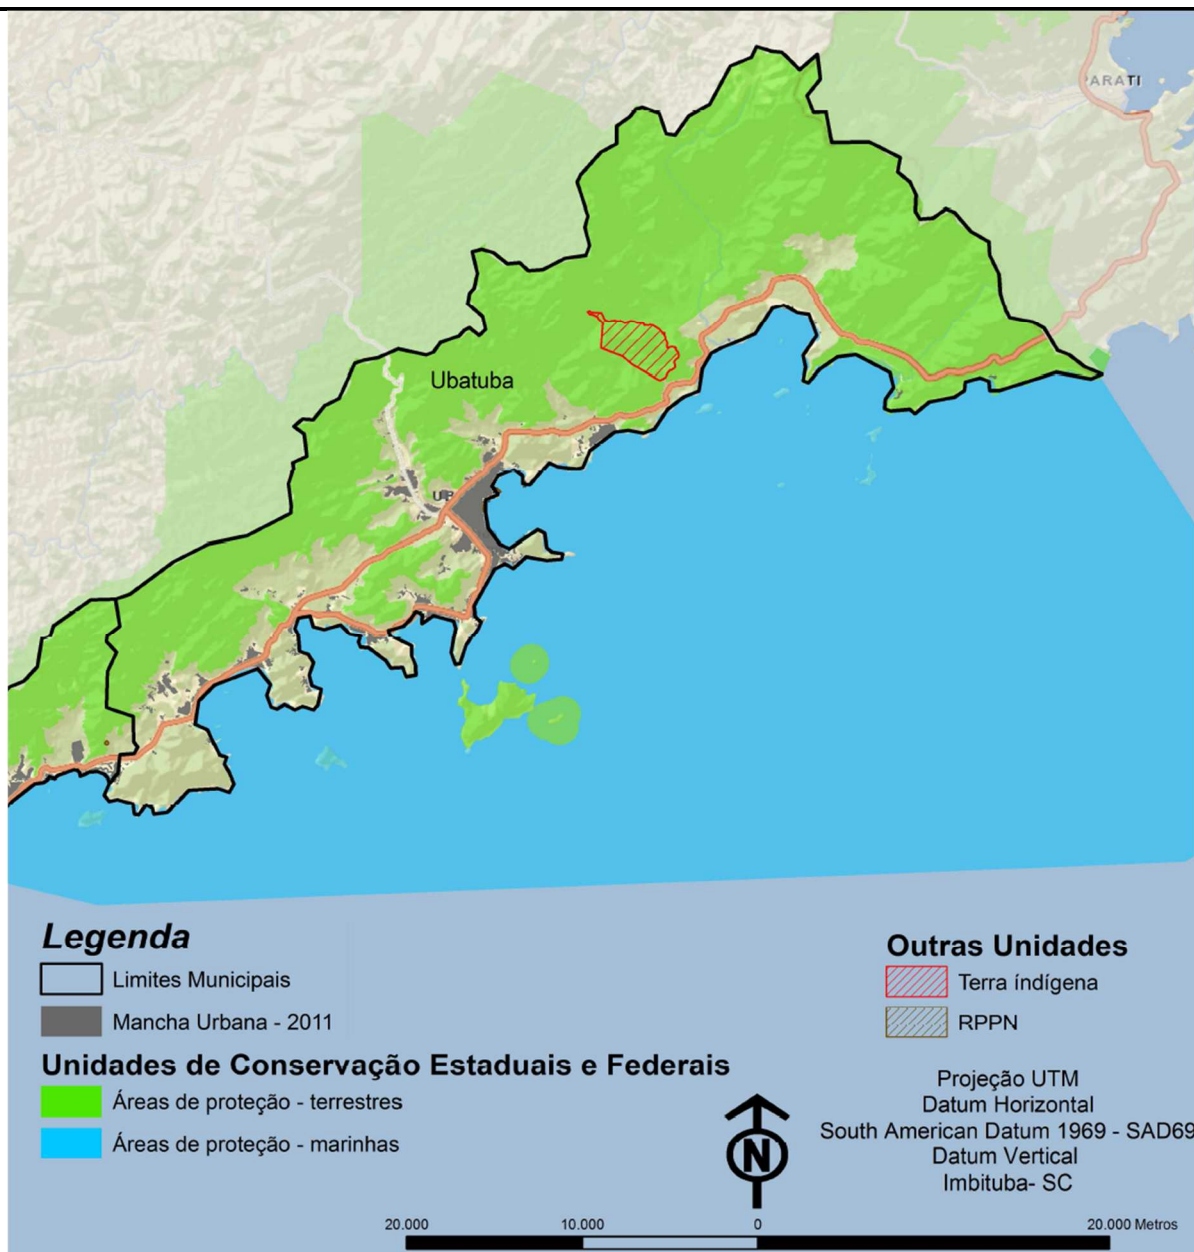 PARATI
Ubatuba
UB
Legenda
Limites Municipais
Mancha Urbana - 2011
Unidades de Conservação Estaduais e Federais
Áreas de proteção - terrestres
Áreas de proteção - marinhas
Outras Unidades
Terra índígena
RPPN
Projeção UTM
Datum Horizontal
South American Datum 1969 - SAD69
Datum Vertical
Imbituba- SC
N
20.000 10.000 0 20.000 Metros